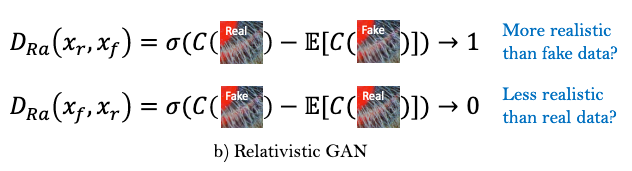 D_Ra(x_r, x_f) = σ(C(Real) − 𝔼[C(Fake)]) → 1 More realistic than fake data?
D_Ra(x_f, x_r) = σ(C(Fake) − 𝔼[C(Real)]) → 0 Less realistic than real data?
b) Relativistic GAN